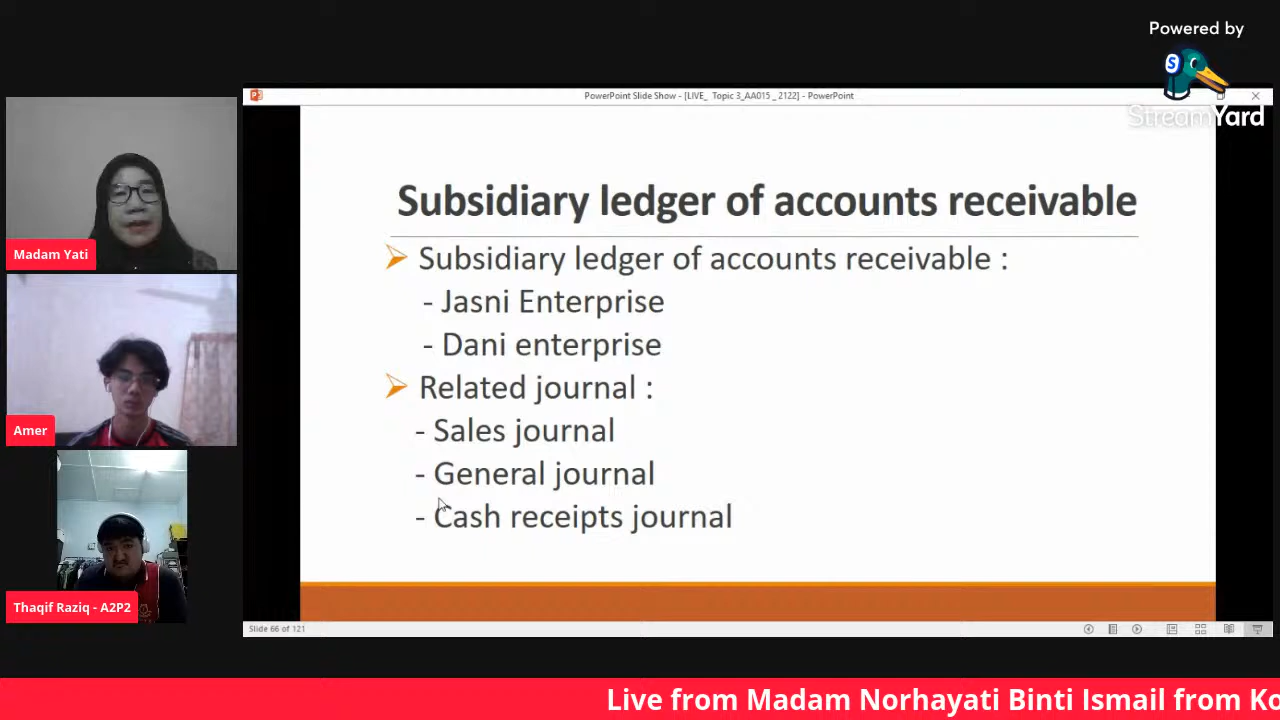 Powered by
S
StreamYard
PowerPoint Slide Show - [LIVE_ Topic 3_AA015 _ 2122] - PowerPoint
Subsidiary ledger of accounts receivable
Subsidiary ledger of accounts receivable :
- Jasni Enterprise
- Dani enterprise
Related journal :
- Sales journal
- General journal
- Cash receipts journal
Madam Yati
Amer
Thaqif Raziq - A2P2
Slide 66 of 121
Live from Madam Norhayati Binti Ismail from Ko